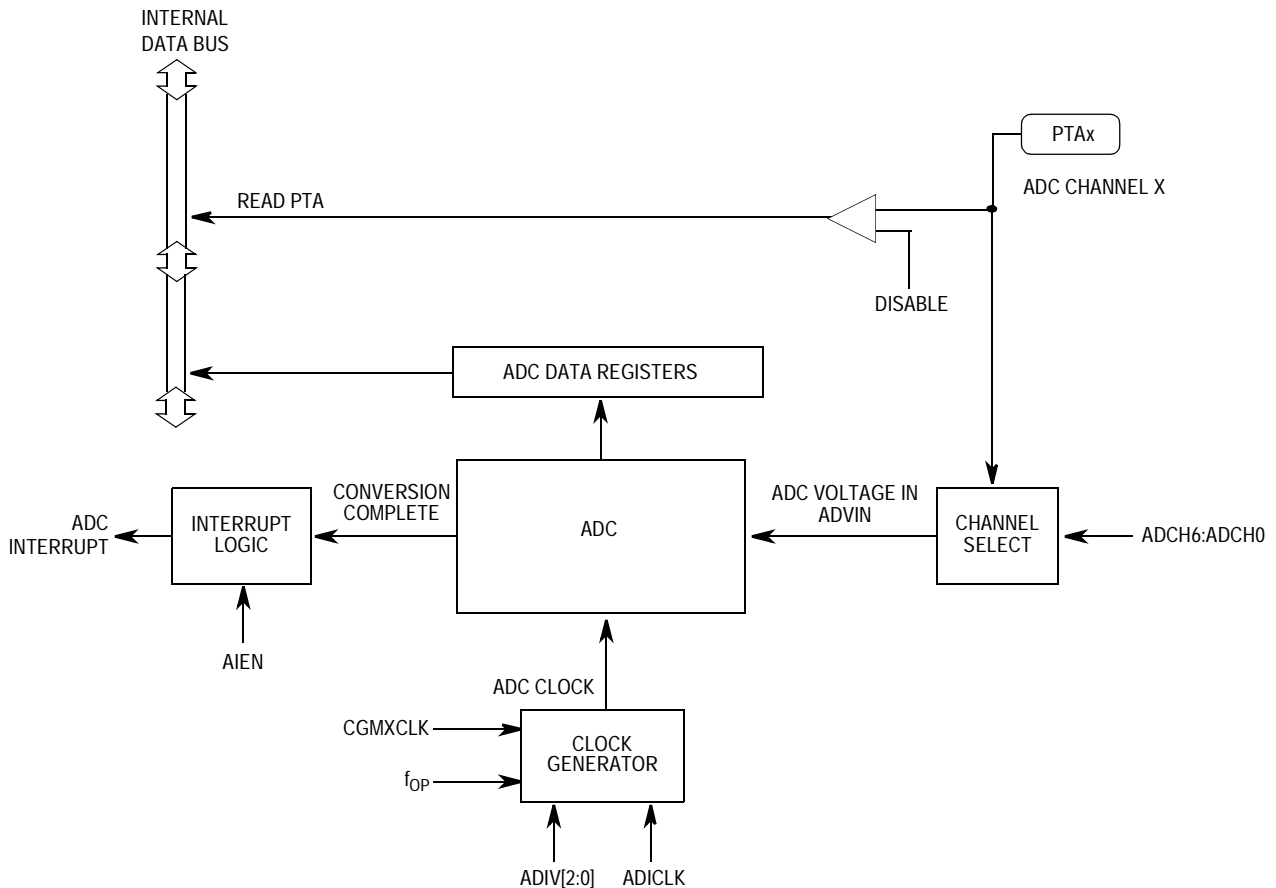 INTERNAL
DATA BUS
PTAx
READ PTA
ADC CHANNEL X
DISABLE
ADC DATA REGISTERS
ADC
INTERRUPT
INTERRUPT
LOGIC
CONVERSION
COMPLETE
ADC
ADC VOLTAGE IN
ADVIN
CHANNEL
SELECT
ADCH6:ADCH0
AIEN
ADC CLOCK
CGMXCLK
fOP
CLOCK
GENERATOR
ADIV[2:0]
ADICLK